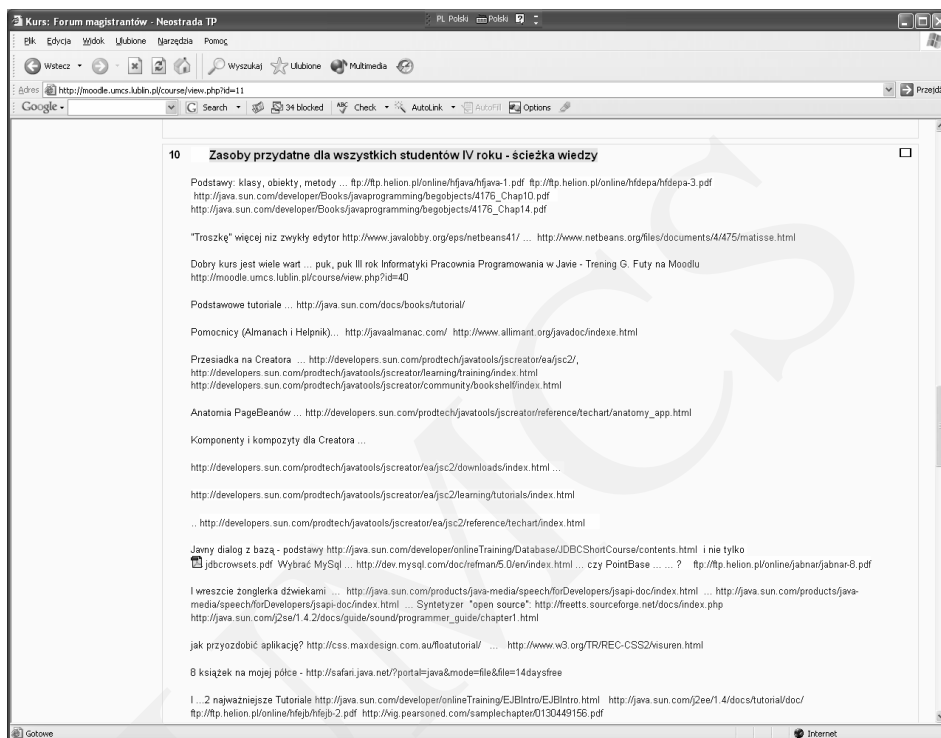 Kurs: Forum magistrantów - Neostrada TP
PL Polski Polski
Plik Edycja Widok Ulubione Narzędzia Pomoc
Wstecz Wyszukaj Ulubione Multimedia
Adres http://moodle.umcs.lublin.pl/course/view.php?id=11 Przejdź
Google Search 34 blocked Check AutoLink AutoFill Options
10 Zasoby przydatne dla wszystkich studentów IV roku - ścieżka wiedzy
Podstawy: klasy, obiekty, metody ... ftp://ftp.helion.pl/online/hfjava/hfjava-1.pdf ftp://ftp.helion.pl/online/hfdepa/hfdepa-3.pdf
http://java.sun.com/developer/Books/javaprogramming/begobjects/4176_Chap10.pdf
http://java.sun.com/developer/Books/javaprogramming/begobjects/4176_Chap14.pdf
"Troszkę" więcej niz zwykły edytor http://www.javalobby.org/eps/netbeans41/ ... http://www.netbeans.org/files/documents/4/475/matisse.html
Dobry kurs jest wiele wart ... puk, puk III rok Informatyki Pracownia Programowania w Javie - Trening G. Futy na Moodlu
http://moodle.umcs.lublin.pl/course/view.php?id=40
Podstawowe tutoriale ... http://java.sun.com/docs/books/tutorial/
Pomocnicy (Almanach i Helpnik)... http://javaalmanac.com/ http://www.allimant.org/javadoc/indexe.html
Przesiadka na Creatora ... http://developers.sun.com/prodtech/javatools/jscreator/ea/jsc2/,
http://developers.sun.com/prodtech/javatools/jscreator/learning/training/index.html
http://developers.sun.com/prodtech/javatools/jscreator/community/bookshelf/index.html
Anatomia PageBeanów ... http://developers.sun.com/prodtech/javatools/jscreator/reference/techart/anatomy_app.html
Komponenty i kompozyty dla Creatora ...
http://developers.sun.com/prodtech/javatools/jscreator/ea/jsc2/downloads/index.html ...
http://developers.sun.com/prodtech/javatools/jscreator/ea/jsc2/learning/tutorials/index.html
.. http://developers.sun.com/prodtech/javatools/jscreator/ea/jsc2/reference/techart/index.html
Javny dialog z bazą - podstawy http://java.sun.com/developer/onlineTraining/Database/JDBCShortCourse/contents.html i nie tylko
jdbcrowsets.pdf Wybrać MySql ... http://dev.mysql.com/doc/refman/5.0/en/index.html ... czy PointBase ... ... ? ftp://ftp.helion.pl/online/jabnar/jabnar-8.pdf
I wreszcie żonglerka dźwiekami ... http://java.sun.com/products/java-media/speech/forDevelopers/jsapi-doc/index.html ... http://java.sun.com/products/java-
media/speech/forDevelopers/jsapi-doc/index.html ... Syntetyzer "open source": http://freetts.sourceforge.net/docs/index.php
http://java.sun.com/j2se/1.4.2/docs/guide/sound/programmer_guide/chapter1.html
jak przyozdobić aplikację? http://css.maxdesign.com.au/floatutorial/ ... http://www.w3.org/TR/REC-CSS2/visuren.html
8 książek na mojej półce - http://safari.java.net/?portal=java&mode=file&file=14daysfree
I ...2 najważniejsze Tutoriale http://java.sun.com/developer/onlineTraining/EJBIntro/EJBIntro.html http://java.sun.com/j2ee/1.4/docs/tutorial/doc/
ftp://ftp.helion.pl/online/hfejb/hfejb-2.pdf http://vig.pearsoned.com/samplechapter/0130449156.pdf
Gotowe Internet
UMCS